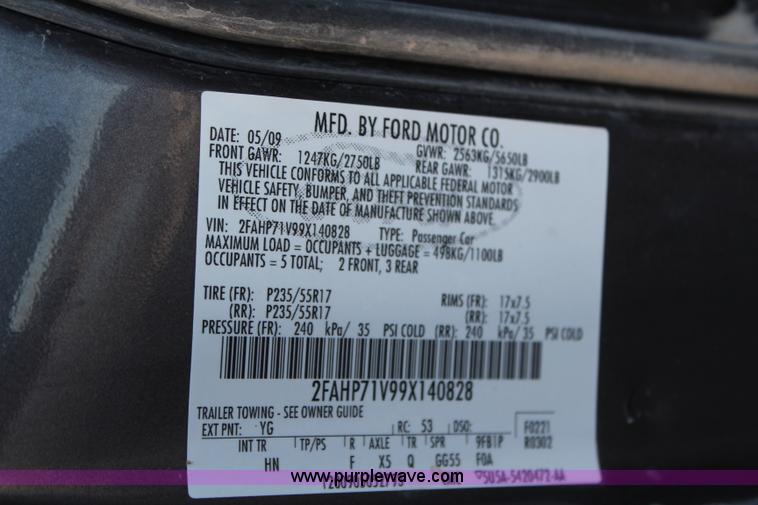 MFD. BY FORD MOTOR CO.
DATE: 05/09 GVWR: 2563KG/5650LB
FRONT GAWR: 1247KG/2750LB REAR GAWR: 1315KG/2900LB
THIS VEHICLE CONFORMS TO ALL APPLICABLE FEDERAL MOTOR
VEHICLE SAFETY, BUMPER, AND THEFT PREVENTION STANDARDS
IN EFFECT ON THE DATE OF MANUFACTURE SHOWN ABOVE.
VIN: 2FAHP71V99X140828 TYPE: Passenger Car
MAXIMUM LOAD = OCCUPANTS + LUGGAGE = 498KG/1100LB
OCCUPANTS = 5 TOTAL; 2 FRONT, 3 REAR
TIRE (FR): P235/55R17 RIMS (FR): 17x7.5
(RR): P235/55R17 (RR): 17x7.5
PRESSURE (FR): 240 kPa/ 35 PSI COLD (RR): 240 kPa/ 35 PSI COLD
2FAHP71V99X140828
TRAILER TOWING - SEE OWNER GUIDE
EXT PNT: YG RC: 53 DSO: F0221
INT TR TP/PS R AXLE TR SPR 9FB1P R0302
HN F X5 Q GG55 F0A
www.purplewave.com
5U5A-5420472-AA